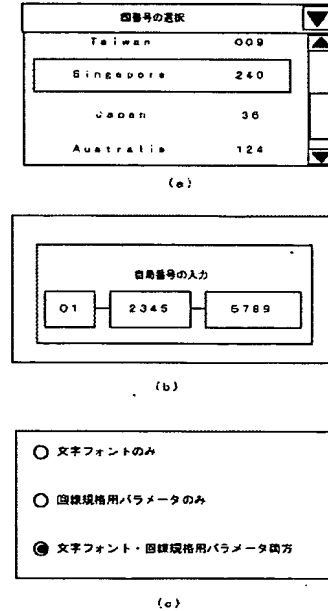 国番号の選択
Taiwan 009
Singapore 240
Japan 36
Australia 124
(a)
自局番号の入力
01 2345 6789
(b)
文字フォントのみ
回線規格用パラメータのみ
文字フォント・回線規格用パラメータ両方
(c)